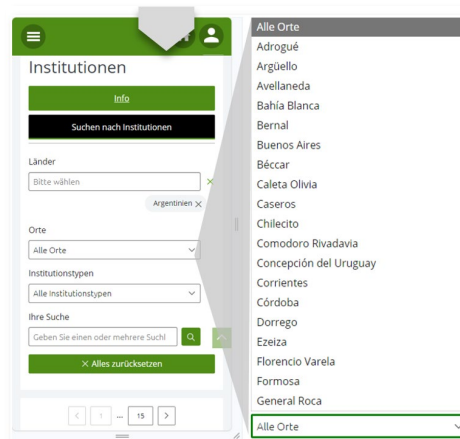 Institutionen
Info
Suchen nach Institutionen
Länder
Bitte wählen
Argentinien
Orte
Alle Orte
Institutionstypen
Alle Institutionstypen
Ihre Suche
Geben Sie einen oder mehrere Suchl
× Alles zurücksetzen
< 1 ... 15 >
Alle Orte
Adrogué
Argüello
Avellaneda
Bahía Blanca
Bernal
Buenos Aires
Béccar
Caleta Olivia
Caseros
Chilecito
Comodoro Rivadavia
Concepción del Uruguay
Corrientes
Córdoba
Dorrego
Ezeiza
Florencio Varela
Formosa
General Roca
Alle Orte